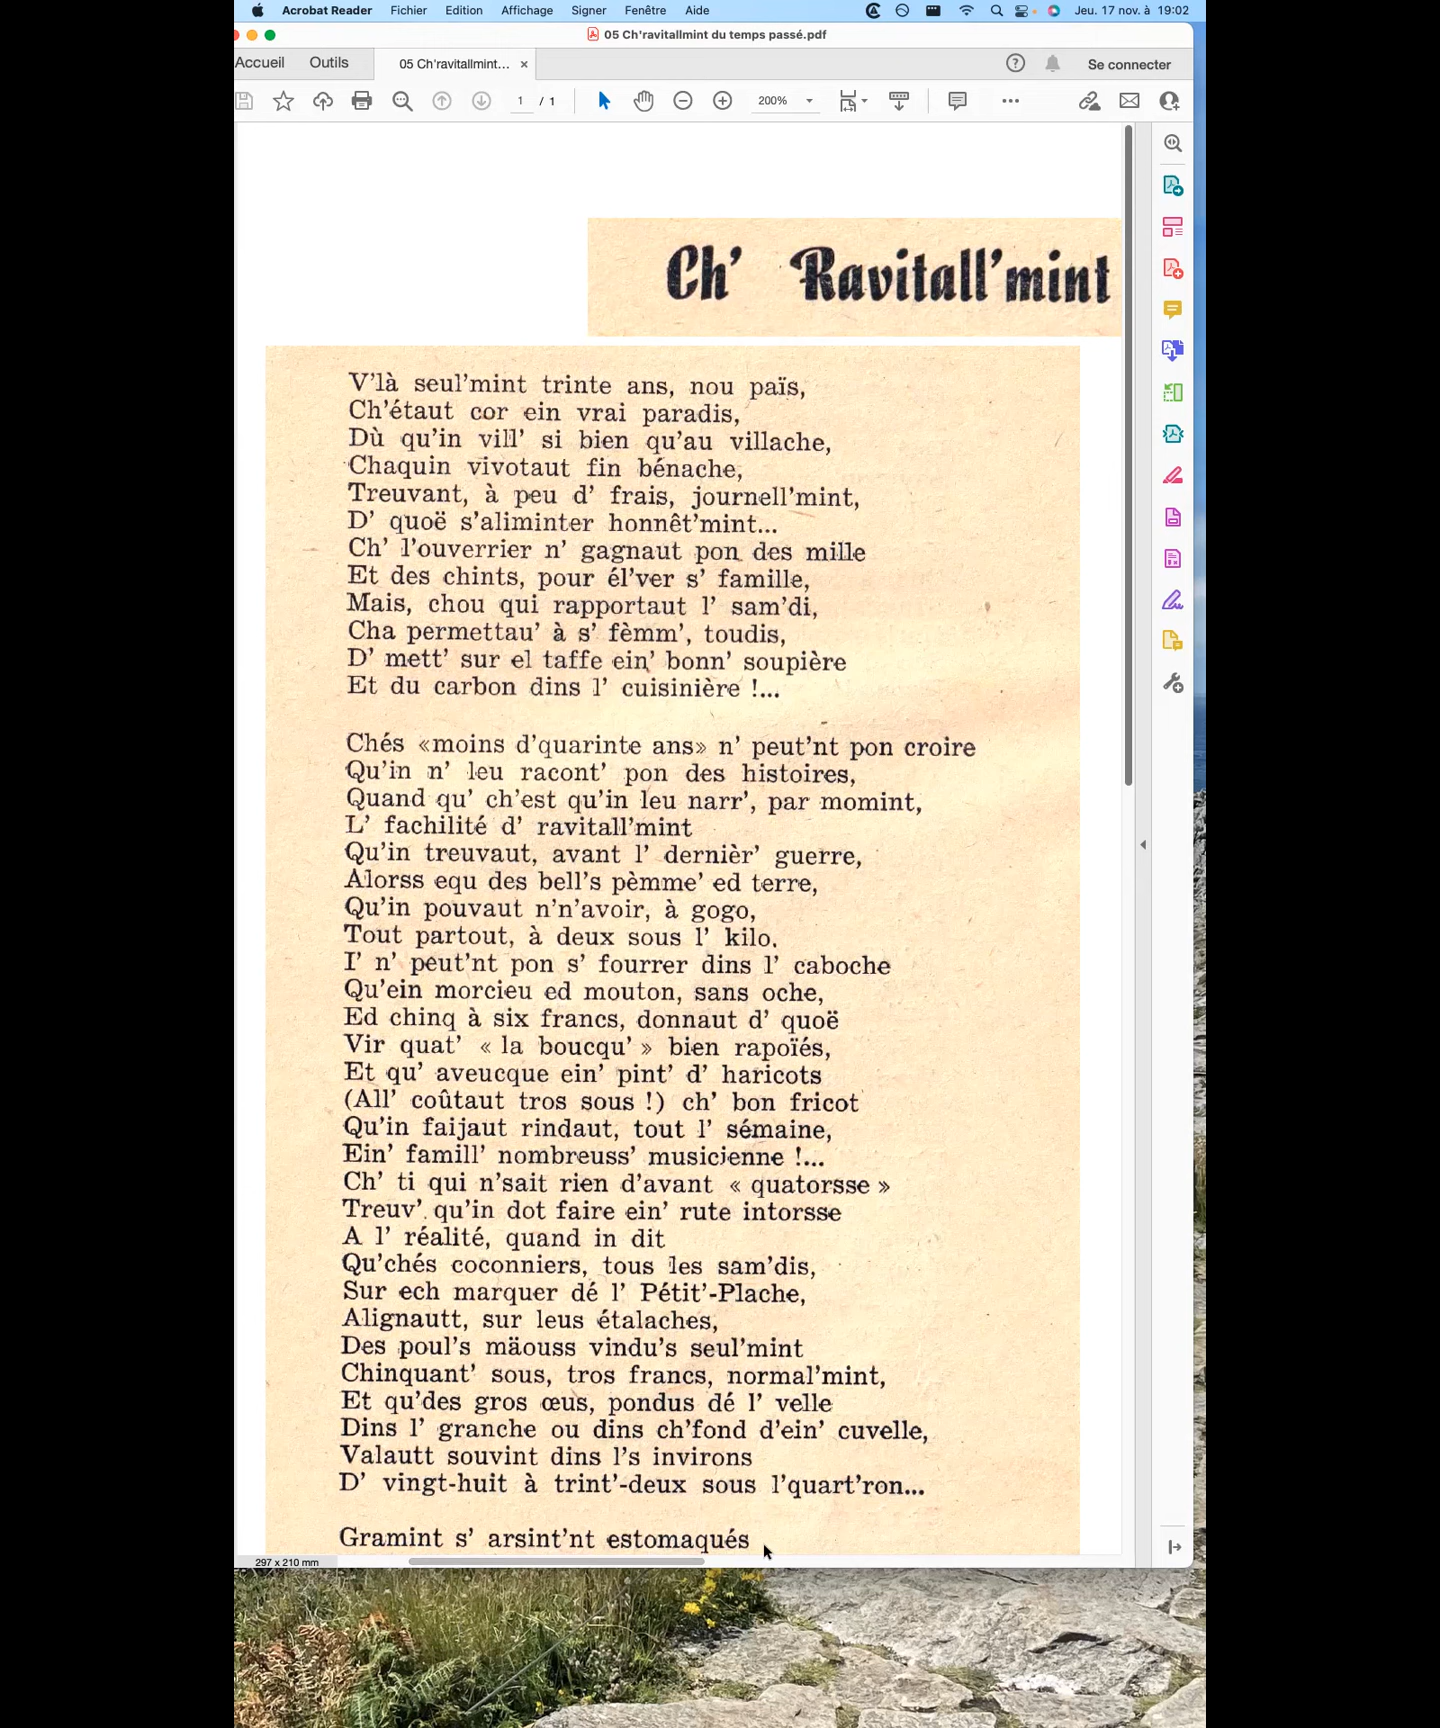 Acrobat Reader Fichier Edition Affichage Signer Fenêtre Aide Jeu. 17 nov. à 19:02
05 Ch'ravitallmint du temps passé.pdf
Accueil Outils 05 Ch'ravitallmint... × Se connecter
1 / 1 200%
Ch' Ravitall'mint
V'là seul'mint trinte ans, nou païs,
Ch'étaut cor ein vrai paradis,
Dù qu'in vill' si bien qu'au villache,
Chaquin vivotaut fin bénache,
Treuvant, à peu d' frais, journell'mint,
D' quoë s'aliminter honnêt'mint...
Ch' l'ouverrier n' gagnaut pon des mille
Et des chints, pour él'ver s' famille,
Mais, chou qui rapportaut l' sam'di,
Cha permettau' à s' fèmm', toudis,
D' mett' sur el taffe ein' bonn' soupière
Et du carbon dins l' cuisinière !...
Chés «moins d'quarinte ans» n' peut'nt pon croire
Qu'in n' leu racont' pon des histoires,
Quand qu' ch'est qu'in leu narr', par momint,
L' fachilité d' ravitall'mint
Qu'in treuvaut, avant l' dernièr' guerre,
Alorss equ des bell's pèmme' ed terre,
Qu'in pouvaut n'n'avoir, à gogo,
Tout partout, à deux sous l' kilo.
I' n' peut'nt pon s' fourrer dins l' caboche
Qu'ein morcieu ed mouton, sans oche,
Ed chinq à six francs, donnaut d' quoë
Vir quat' « la boucqu' » bien rapoïés,
Et qu' aveucque ein' pint' d' haricots
(All' coûtaut tros sous !) ch' bon fricot
Qu'in faijaut rindaut, tout l' sémaine,
Ein' famill' nombreuss' musicienne !...
Ch' ti qui n'sait rien d'avant « quatorsse »
Treuv' qu'in dot faire ein' rute intorsse
A l' réalité, quand in dit
Qu'chés coconniers, tous les sam'dis,
Sur ech marquer dé l' Pétit'-Plache,
Alignautt, sur leus étalaches,
Des poul's mäouss vindu's seul'mint
Chinquant' sous, tros francs, normal'mint,
Et qu'des gros œus, pondus dé l' velle
Dins l' granche ou dins ch'fond d'ein' cuvelle,
Valautt souvint dins l's invirons
D' vingt-huit à trint'-deux sous l'quart'ron...
Gramint s' arsint'nt estomaqués
297 x 210 mm